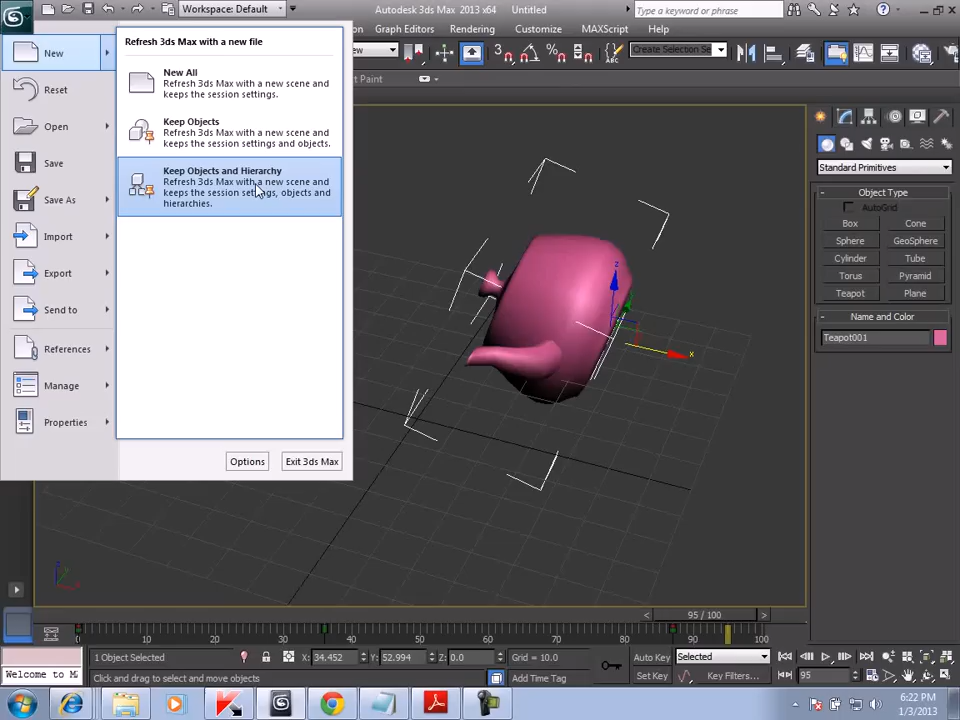 Workspace: Default
Autodesk 3ds Max 2013 x64
Untitled
Type a keyword or phrase
Graph Editors
Rendering
Customize
MAXScript
Help
Create Selection Se
Paint
New
Reset
Open
Save
Save As
Import
Export
Send to
References
Manage
Properties
Refresh 3ds Max with a new file
New All
Refresh 3ds Max with a new scene and
keeps the session settings.
Keep Objects
Refresh 3ds Max with a new scene and
keeps the session settings and objects.
Keep Objects and Hierarchy
Refresh 3ds Max with a new scene and
keeps the session settings, objects and
hierarchies.
Options
Exit 3ds Max
z
x
Standard Primitives
Object Type
AutoGrid
Box
Cone
Sphere
GeoSphere
Cylinder
Tube
Torus
Pyramid
Teapot
Plane
Name and Color
Teapot001
95 / 100
0 10 20 30 40 50 60 70 80 90 100
1 Object Selected
X: 34.452
Y: 52.994
Z: 0.0
Grid = 10.0
Auto Key
Selected
Welcome to M
Click and drag to select and move objects
Add Time Tag
Set Key
Key Filters...
95
6:22 PM
1/3/2013